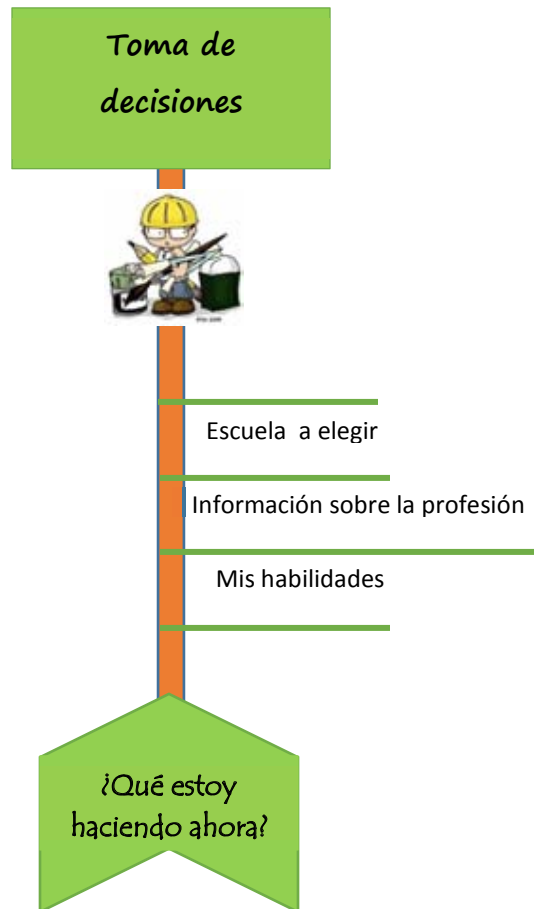 Toma de
decisiones
Escuela a elegir
Información sobre la profesión
Mis habilidades
¿Qué estoy
haciendo ahora?